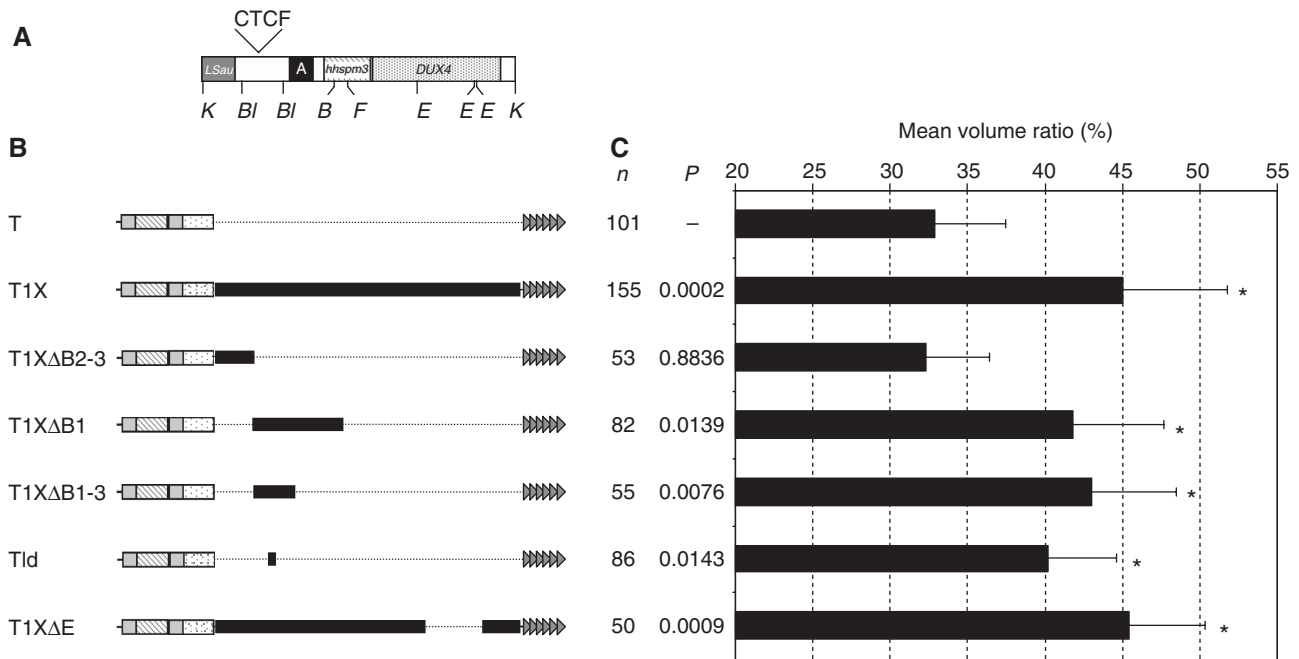 A
CTCF
LSau A hhspm3 DUX4
K Bl Bl B F E E E K
B
C
Mean volume ratio (%)
n P 20 25 30 35 40 45 50 55
T 101 –
T1X 155 0.0002 *
T1XΔB2-3 53 0.8836
T1XΔB1 82 0.0139 *
T1XΔB1-3 55 0.0076 *
Tld 86 0.0143 *
T1XΔE 50 0.0009 *